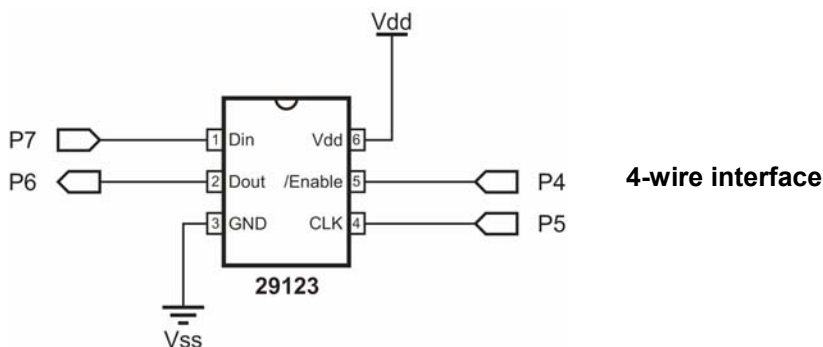 Vdd
P7 1 Din Vdd 6
P6 2 Dout /Enable 5 P4
3 GND CLK 4 P5
29123
Vss
4-wire interface